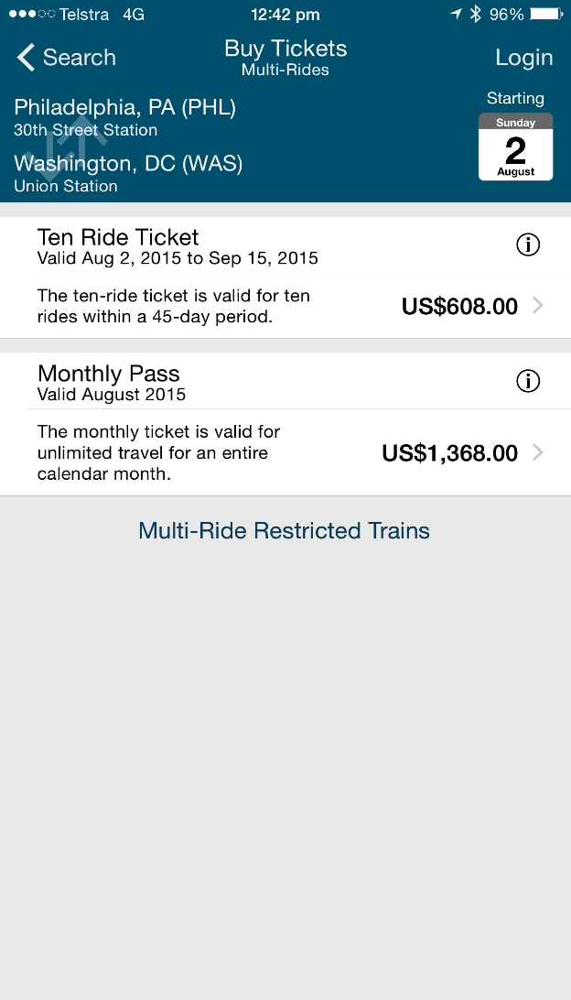 Telstra 4G 12:42 pm 96%
Search Buy Tickets Login
Multi-Rides
Philadelphia, PA (PHL)
30th Street Station
Washington, DC (WAS)
Union Station
Starting
Sunday
2
August
Ten Ride Ticket
Valid Aug 2, 2015 to Sep 15, 2015
The ten-ride ticket is valid for ten
rides within a 45-day period.
US$608.00
Monthly Pass
Valid August 2015
The monthly ticket is valid for
unlimited travel for an entire
calendar month.
US$1,368.00
Multi-Ride Restricted Trains